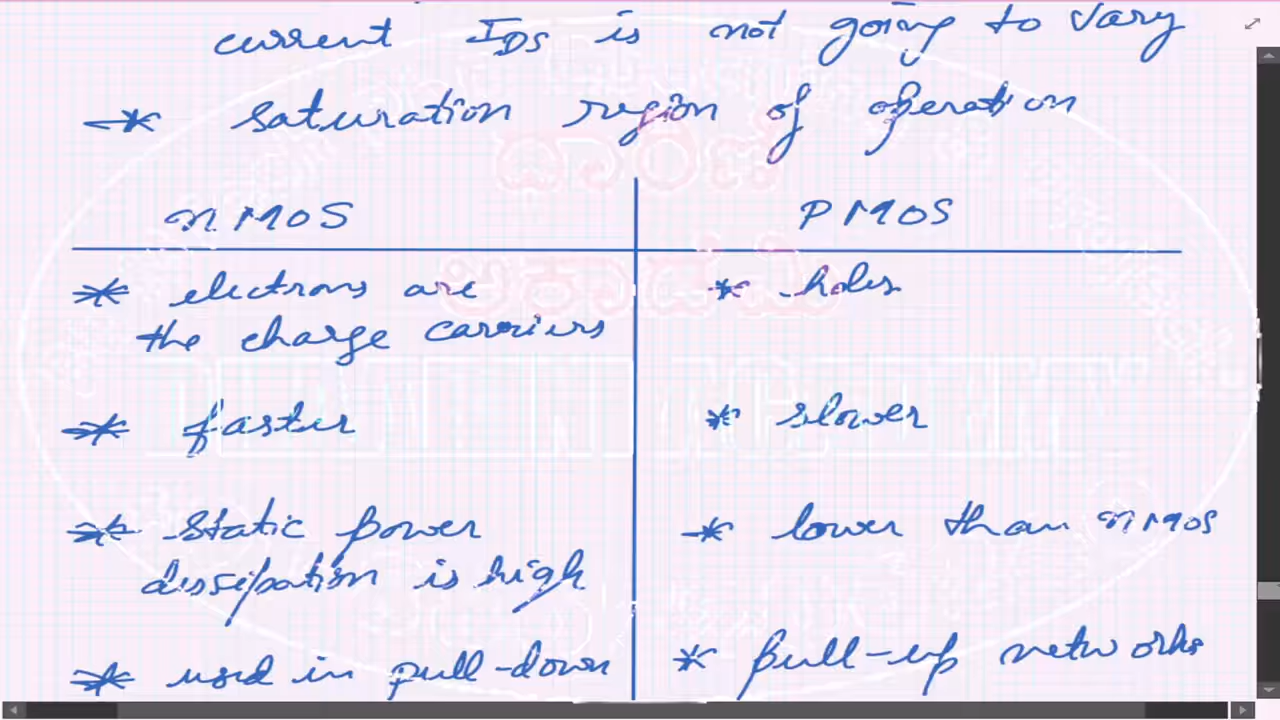 current IDS is not going to vary
* saturation region of operation
nMOS
PMOS
* electrons are
the charge carriers
* holes
* faster
* slower
* static power
dissipation is high
* lower than nMOS
* used in pull-down
* pull-up networks